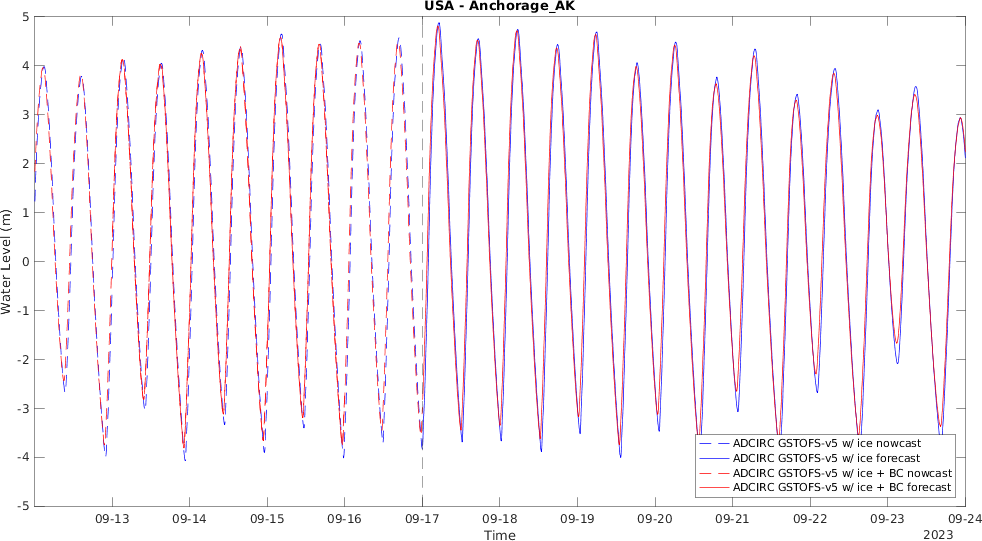 USA - Anchorage_AK
Water Level (m)
5
4
3
2
1
0
-1
-2
-3
-4
-5
ADCIRC GSTOFS-v5 w/ ice nowcast
ADCIRC GSTOFS-v5 w/ ice forecast
ADCIRC GSTOFS-v5 w/ ice + BC nowcast
ADCIRC GSTOFS-v5 w/ ice + BC forecast
09-13 09-14 09-15 09-16 09-17 09-18 09-19 09-20 09-21 09-22 09-23 09-24
Time
2023